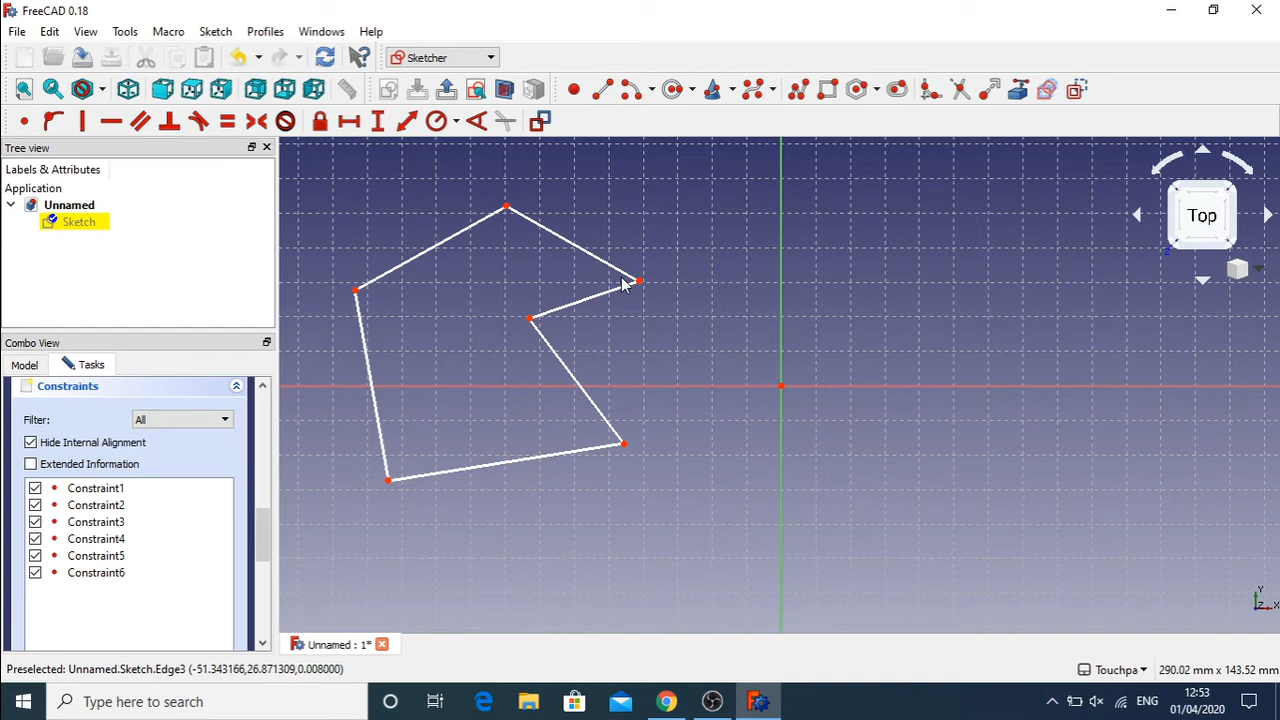 FreeCAD 0.18
File Edit View Tools Macro Sketch Profiles Windows Help
Sketcher
Tree view
Labels & Attributes
Application
Unnamed
Sketch
Combo View
Model Tasks
Constraints
Filter: All
Hide Internal Alignment
Extended Information
Constraint1
Constraint2
Constraint3
Constraint4
Constraint5
Constraint6
Top
Y
Z X
Unnamed : 1*
Preselected: Unnamed.Sketch.Edge3 (-51.343166,26.871309,0.008000) Touchpa 290.02 mm x 143.52 mm
Type here to search
ENG
12:53
01/04/2020